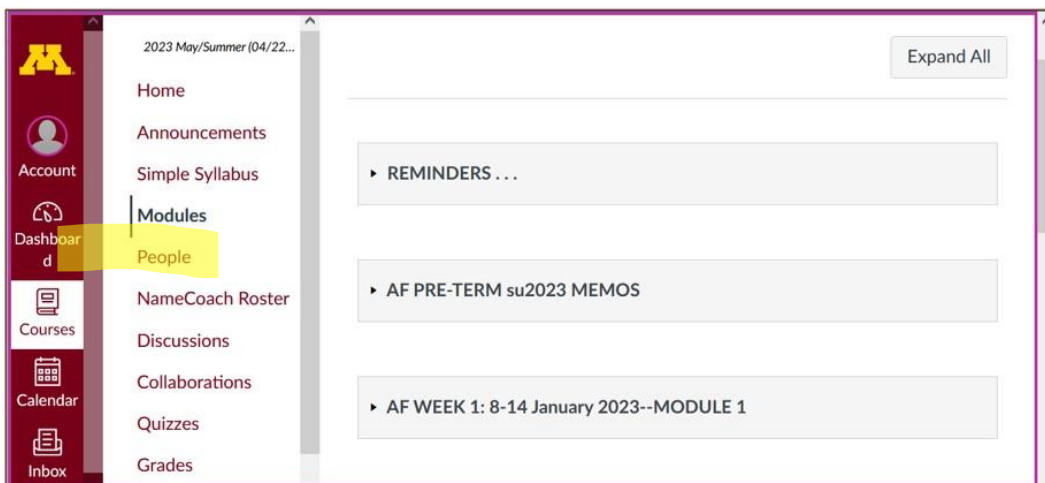 M
Account
Dashboar
d
Courses
Calendar
Inbox
2023 May/Summer (04/22...
Home
Announcements
Simple Syllabus
Modules
People
NameCoach Roster
Discussions
Collaborations
Quizzes
Grades
Expand All
REMINDERS . . .
AF PRE-TERM su2023 MEMOS
AF WEEK 1: 8-14 January 2023--MODULE 1